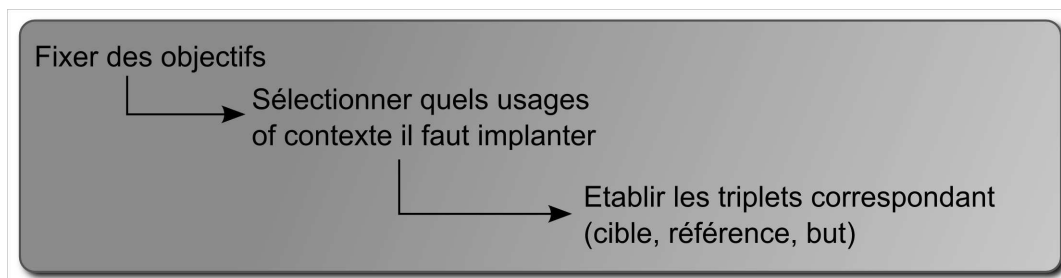 Fixer des objectifs
Sélectionner quels usages
of contexte il faut implanter
Etablir les triplets correspondant
(cible, référence, but)